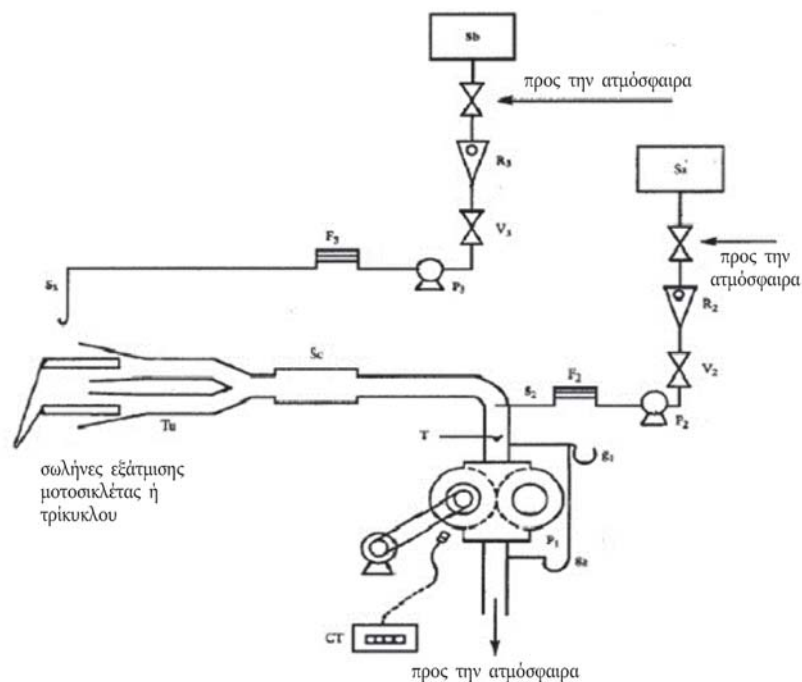 Sb
προς την ατμόσφαιρα
Sa
R₃
V₃
F₃
P₃
προς την
ατμόσφαιρα
R₂
S₁
Sc
V₂
S₂
F₂
P₂
Tu
T
g₁
σωλήνες εξάτμισης
μοτοσικλέτας ή
τρίκυκλου
P₁
g₂
CT
προς την ατμόσφαιρα